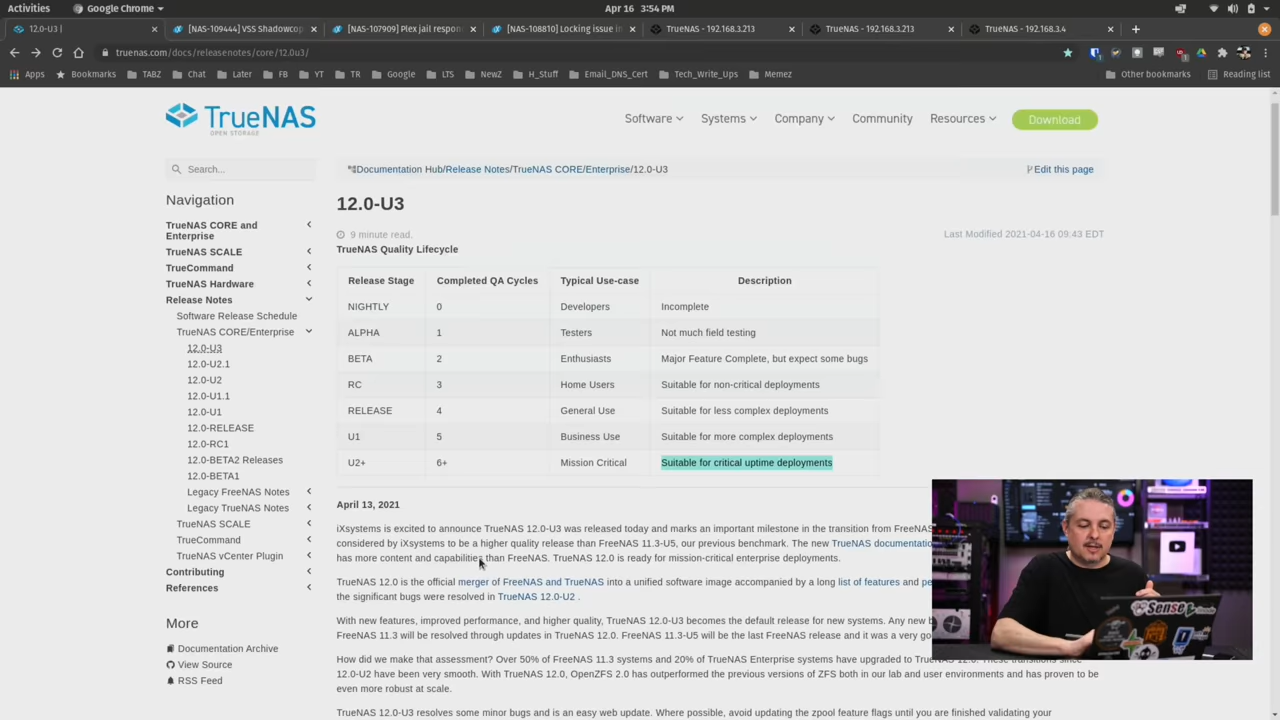 Activities
Google Chrome
Apr 16 3:54 PM
12.0-U3 |
[NAS-109444] VSS Shadowcop
[NAS-107909] Plex jail respon
[NAS-108810] Locking issue in
TrueNAS - 192.168.3.213
TrueNAS - 192.168.3.213
TrueNAS - 192.168.3.4
truenas.com/docs/releasenotes/core/12.0u3/
Apps
Bookmarks
TABZ
Chat
Later
FB
YT
TR
Google
LTS
NewZ
H_Stuff
Email_DNS_Cert
Tech_Write_Ups
Memez
Other bookmarks
Reading list
TrueNAS
OPEN STORAGE
Software
Systems
Company
Community
Resources
Download
Search...
Documentation Hub/Release Notes/TrueNAS CORE/Enterprise/12.0-U3
Edit this page
Navigation
TrueNAS CORE and
Enterprise
TrueNAS SCALE
TrueCommand
TrueNAS Hardware
Release Notes
Software Release Schedule
TrueNAS CORE/Enterprise
12.0-U3
12.0-U2.1
12.0-U2
12.0-U1.1
12.0-U1
12.0-RELEASE
12.0-RC1
12.0-BETA2 Releases
12.0-BETA1
Legacy FreeNAS Notes
Legacy TrueNAS Notes
TrueNAS SCALE
TrueCommand
TrueNAS vCenter Plugin
Contributing
References
More
Documentation Archive
View Source
RSS Feed
12.0-U3
9 minute read.
Last Modified 2021-04-16 09:43 EDT
TrueNAS Quality Lifecycle
Release Stage Completed QA Cycles Typical Use-case Description
NIGHTLY 0 Developers Incomplete
ALPHA 1 Testers Not much field testing
BETA 2 Enthusiasts Major Feature Complete, but expect some bugs
RC 3 Home Users Suitable for non-critical deployments
RELEASE 4 General Use Suitable for less complex deployments
U1 5 Business Use Suitable for more complex deployments
U2+ 6+ Mission Critical Suitable for critical uptime deployments
April 13, 2021
iXsystems is excited to announce TrueNAS 12.0-U3 was released today and marks an important milestone in the transition from FreeNAS
considered by iXsystems to be a higher quality release than FreeNAS 11.3-U5, our previous benchmark. The new TrueNAS documentatio
has more content and capabilities than FreeNAS. TrueNAS 12.0 is ready for mission-critical enterprise deployments.
TrueNAS 12.0 is the official merger of FreeNAS and TrueNAS into a unified software image accompanied by a long list of features and pe
the significant bugs were resolved in TrueNAS 12.0-U2 .
With new features, improved performance, and higher quality, TrueNAS 12.0-U3 becomes the default release for new systems. Any new b
FreeNAS 11.3 will be resolved through updates in TrueNAS 12.0. FreeNAS 11.3-U5 will be the last FreeNAS release and it was a very go
How did we make that assessment? Over 50% of FreeNAS 11.3 systems and 20% of TrueNAS Enterprise systems have upgraded to TrueNAS 12.0. These transitions since
12.0-U2 have been very smooth. With TrueNAS 12.0, OpenZFS 2.0 has outperformed the previous versions of ZFS both in our lab and user environments and has proven to be
even more robust at scale.
TrueNAS 12.0-U3 resolves some minor bugs and is an easy web update. Where possible, avoid updating the zpool feature flags until you are finished validating your